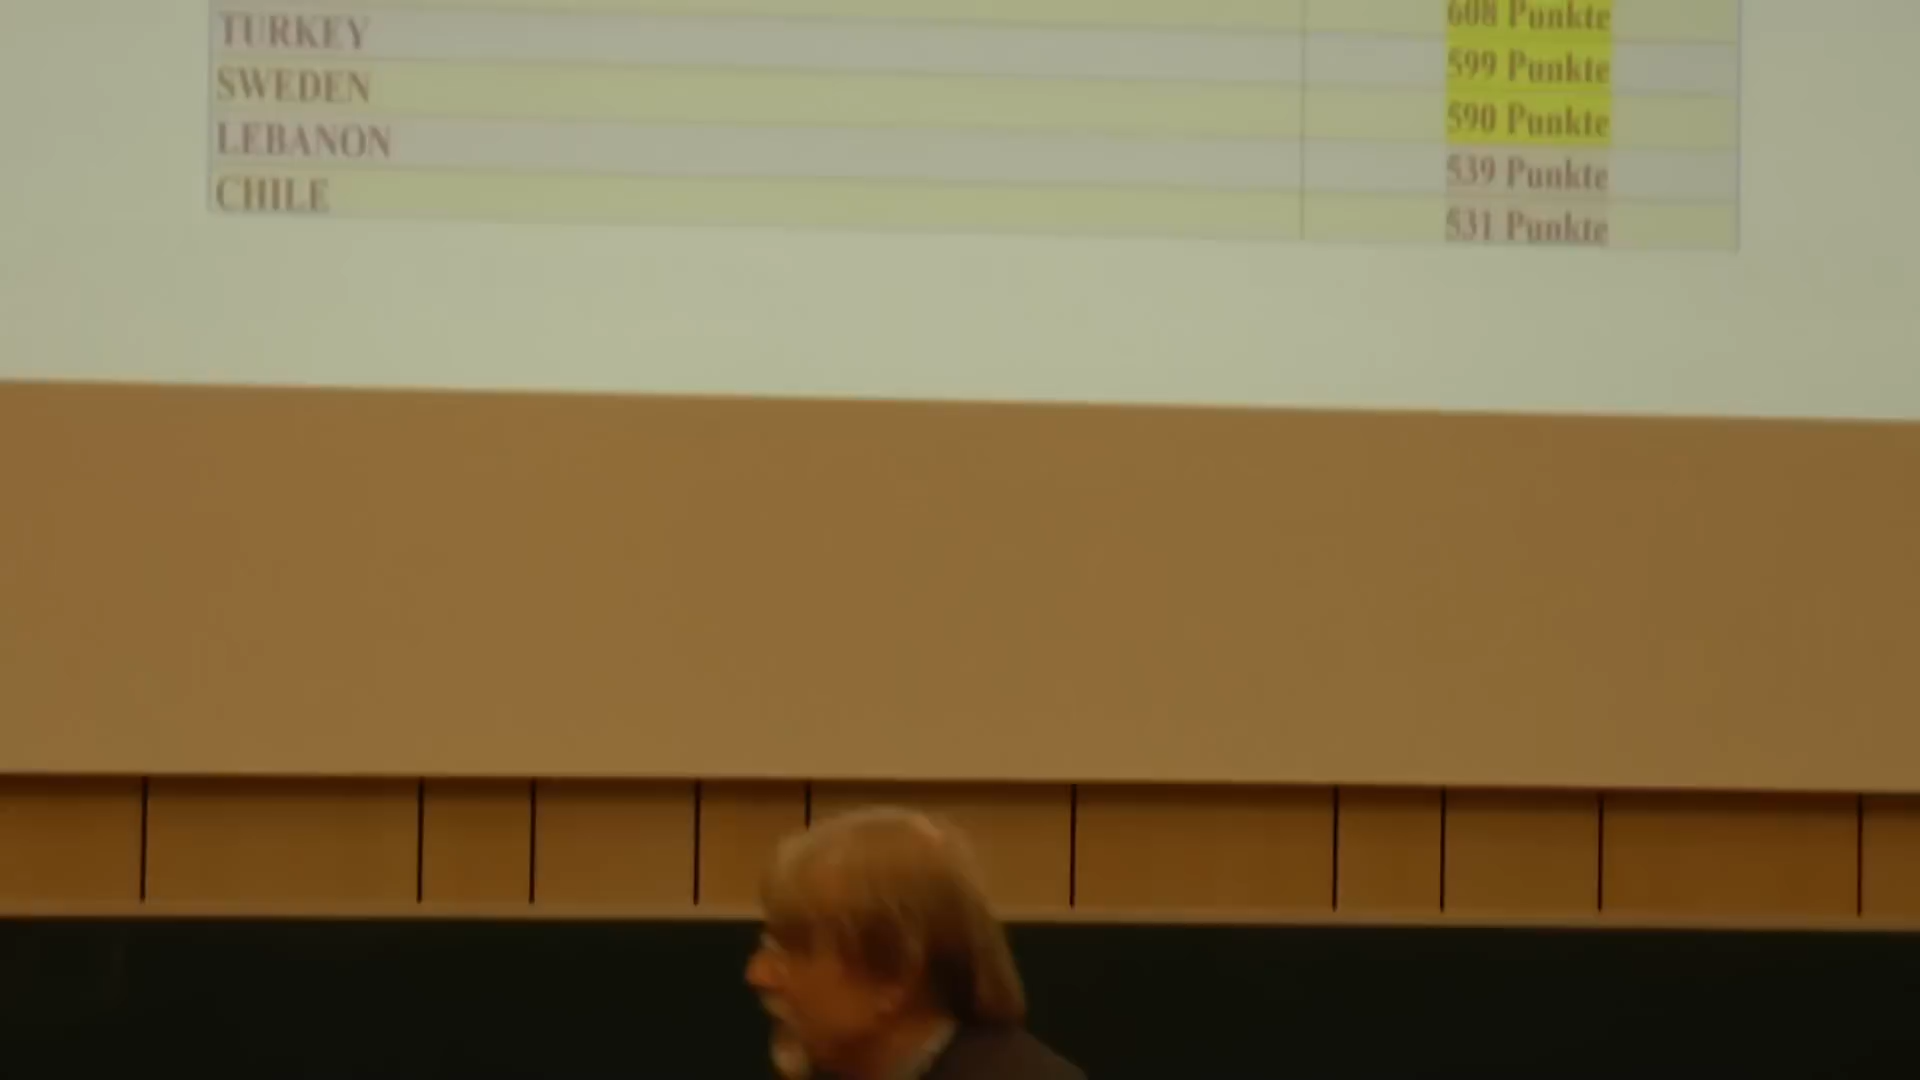 608 Punkte
TURKEY 599 Punkte
SWEDEN 590 Punkte
LEBANON 539 Punkte
CHILE 531 Punkte